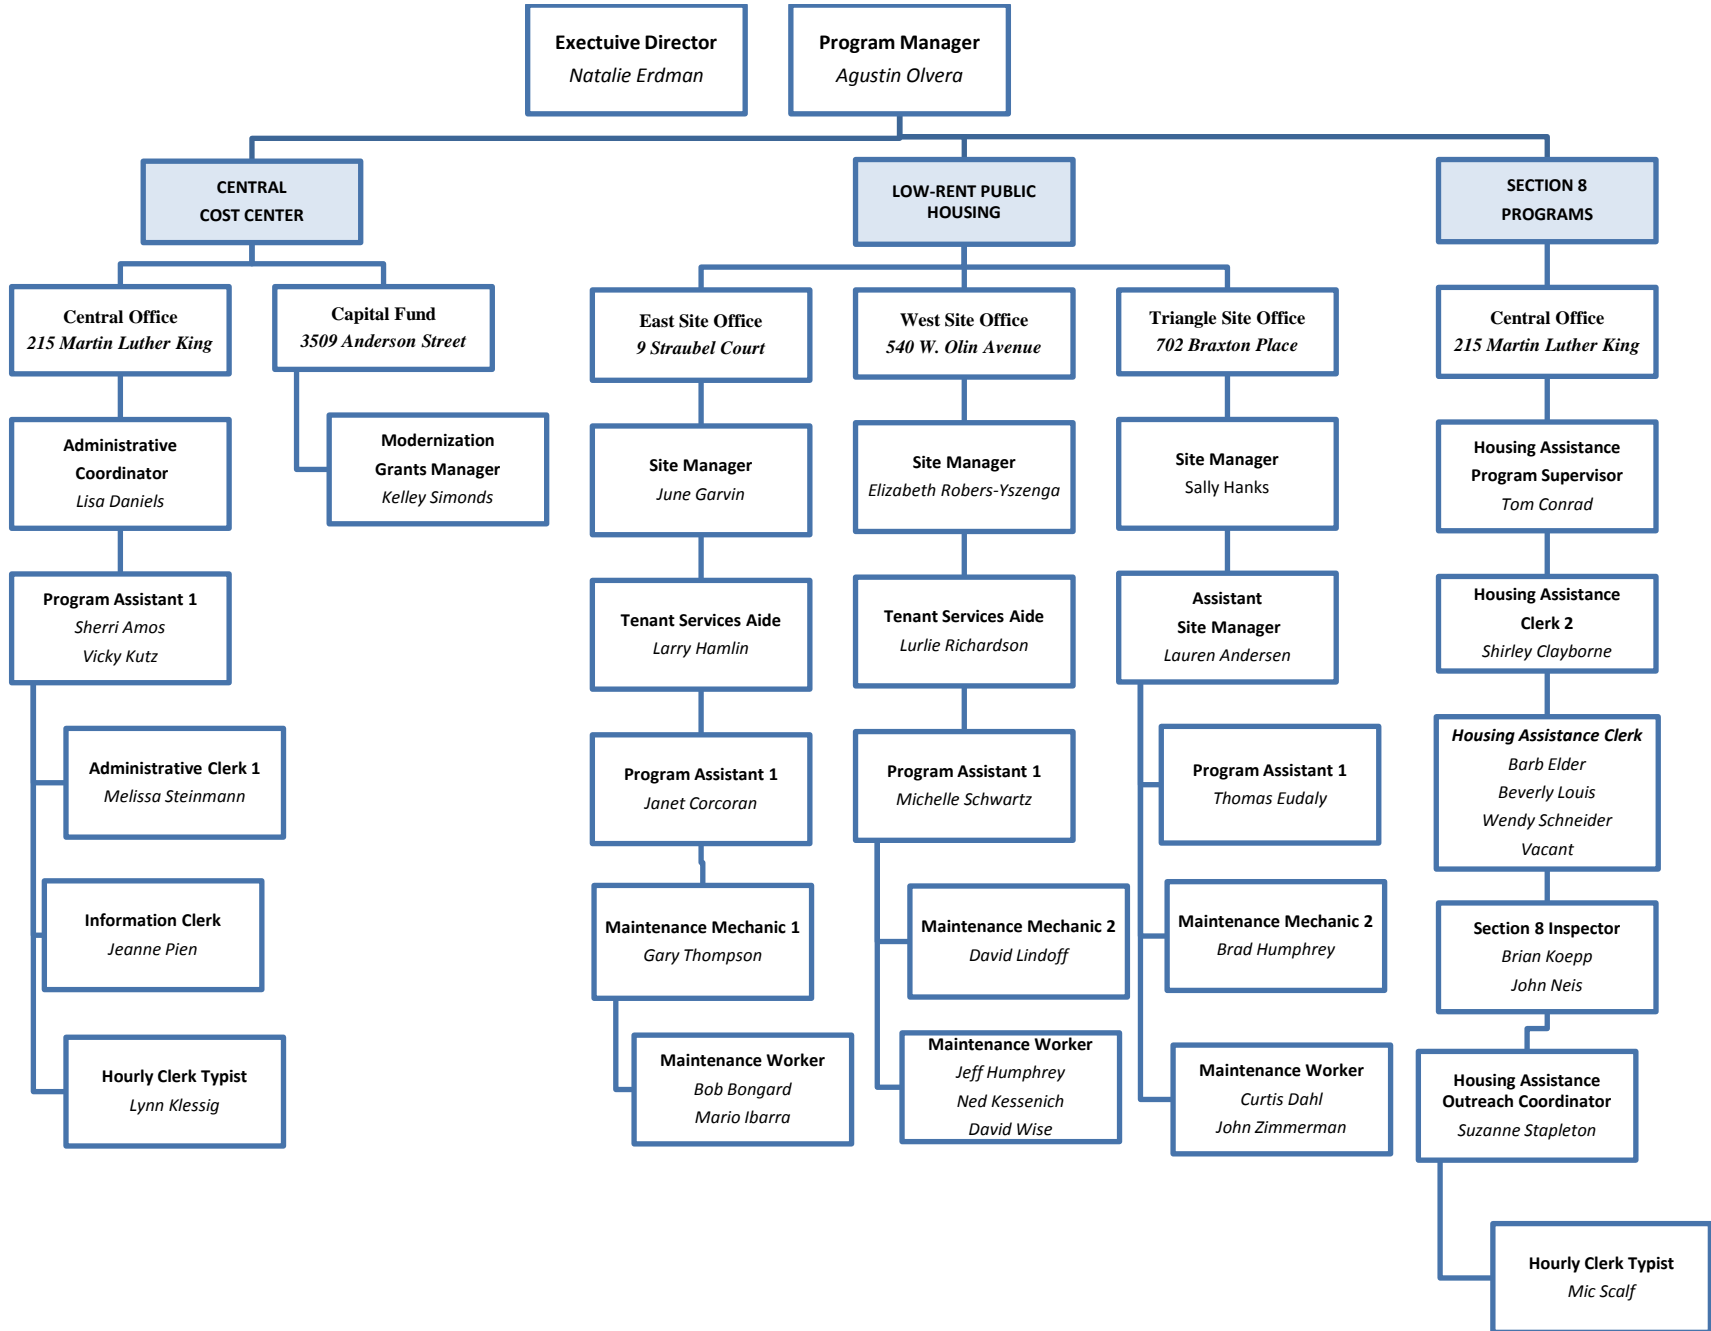 Exectuive Director
Natalie Erdman
Program Manager
Agustin Olvera
CENTRAL
COST CENTER
LOW-RENT PUBLIC
HOUSING
SECTION 8
PROGRAMS
Central Office
215 Martin Luther King
Capital Fund
3509 Anderson Street
East Site Office
9 Straubel Court
West Site Office
540 W. Olin Avenue
Triangle Site Office
702 Braxton Place
Central Office
215 Martin Luther King
Administrative
Coordinator
Lisa Daniels
Modernization
Grants Manager
Kelley Simonds
Site Manager
June Garvin
Site Manager
Elizabeth Robers-Yszenga
Site Manager
Sally Hanks
Housing Assistance
Program Supervisor
Tom Conrad
Program Assistant 1
Sherri Amos
Vicky Kutz
Tenant Services Aide
Larry Hamlin
Tenant Services Aide
Lurlie Richardson
Assistant
Site Manager
Lauren Andersen
Housing Assistance
Clerk 2
Shirley Clayborne
Administrative Clerk 1
Melissa Steinmann
Program Assistant 1
Janet Corcoran
Program Assistant 1
Michelle Schwartz
Program Assistant 1
Thomas Eudaly
Housing Assistance Clerk
Barb Elder
Beverly Louis
Wendy Schneider
Vacant
Information Clerk
Jeanne Pien
Maintenance Mechanic 1
Gary Thompson
Maintenance Mechanic 2
David Lindoff
Maintenance Mechanic 2
Brad Humphrey
Section 8 Inspector
Brian Koepp
John Neis
Hourly Clerk Typist
Lynn Klessig
Maintenance Worker
Bob Bongard
Mario Ibarra
Maintenance Worker
Jeff Humphrey
Ned Kessenich
David Wise
Maintenance Worker
Curtis Dahl
John Zimmerman
Housing Assistance
Outreach Coordinator
Suzanne Stapleton
Hourly Clerk Typist
Mic Scalf